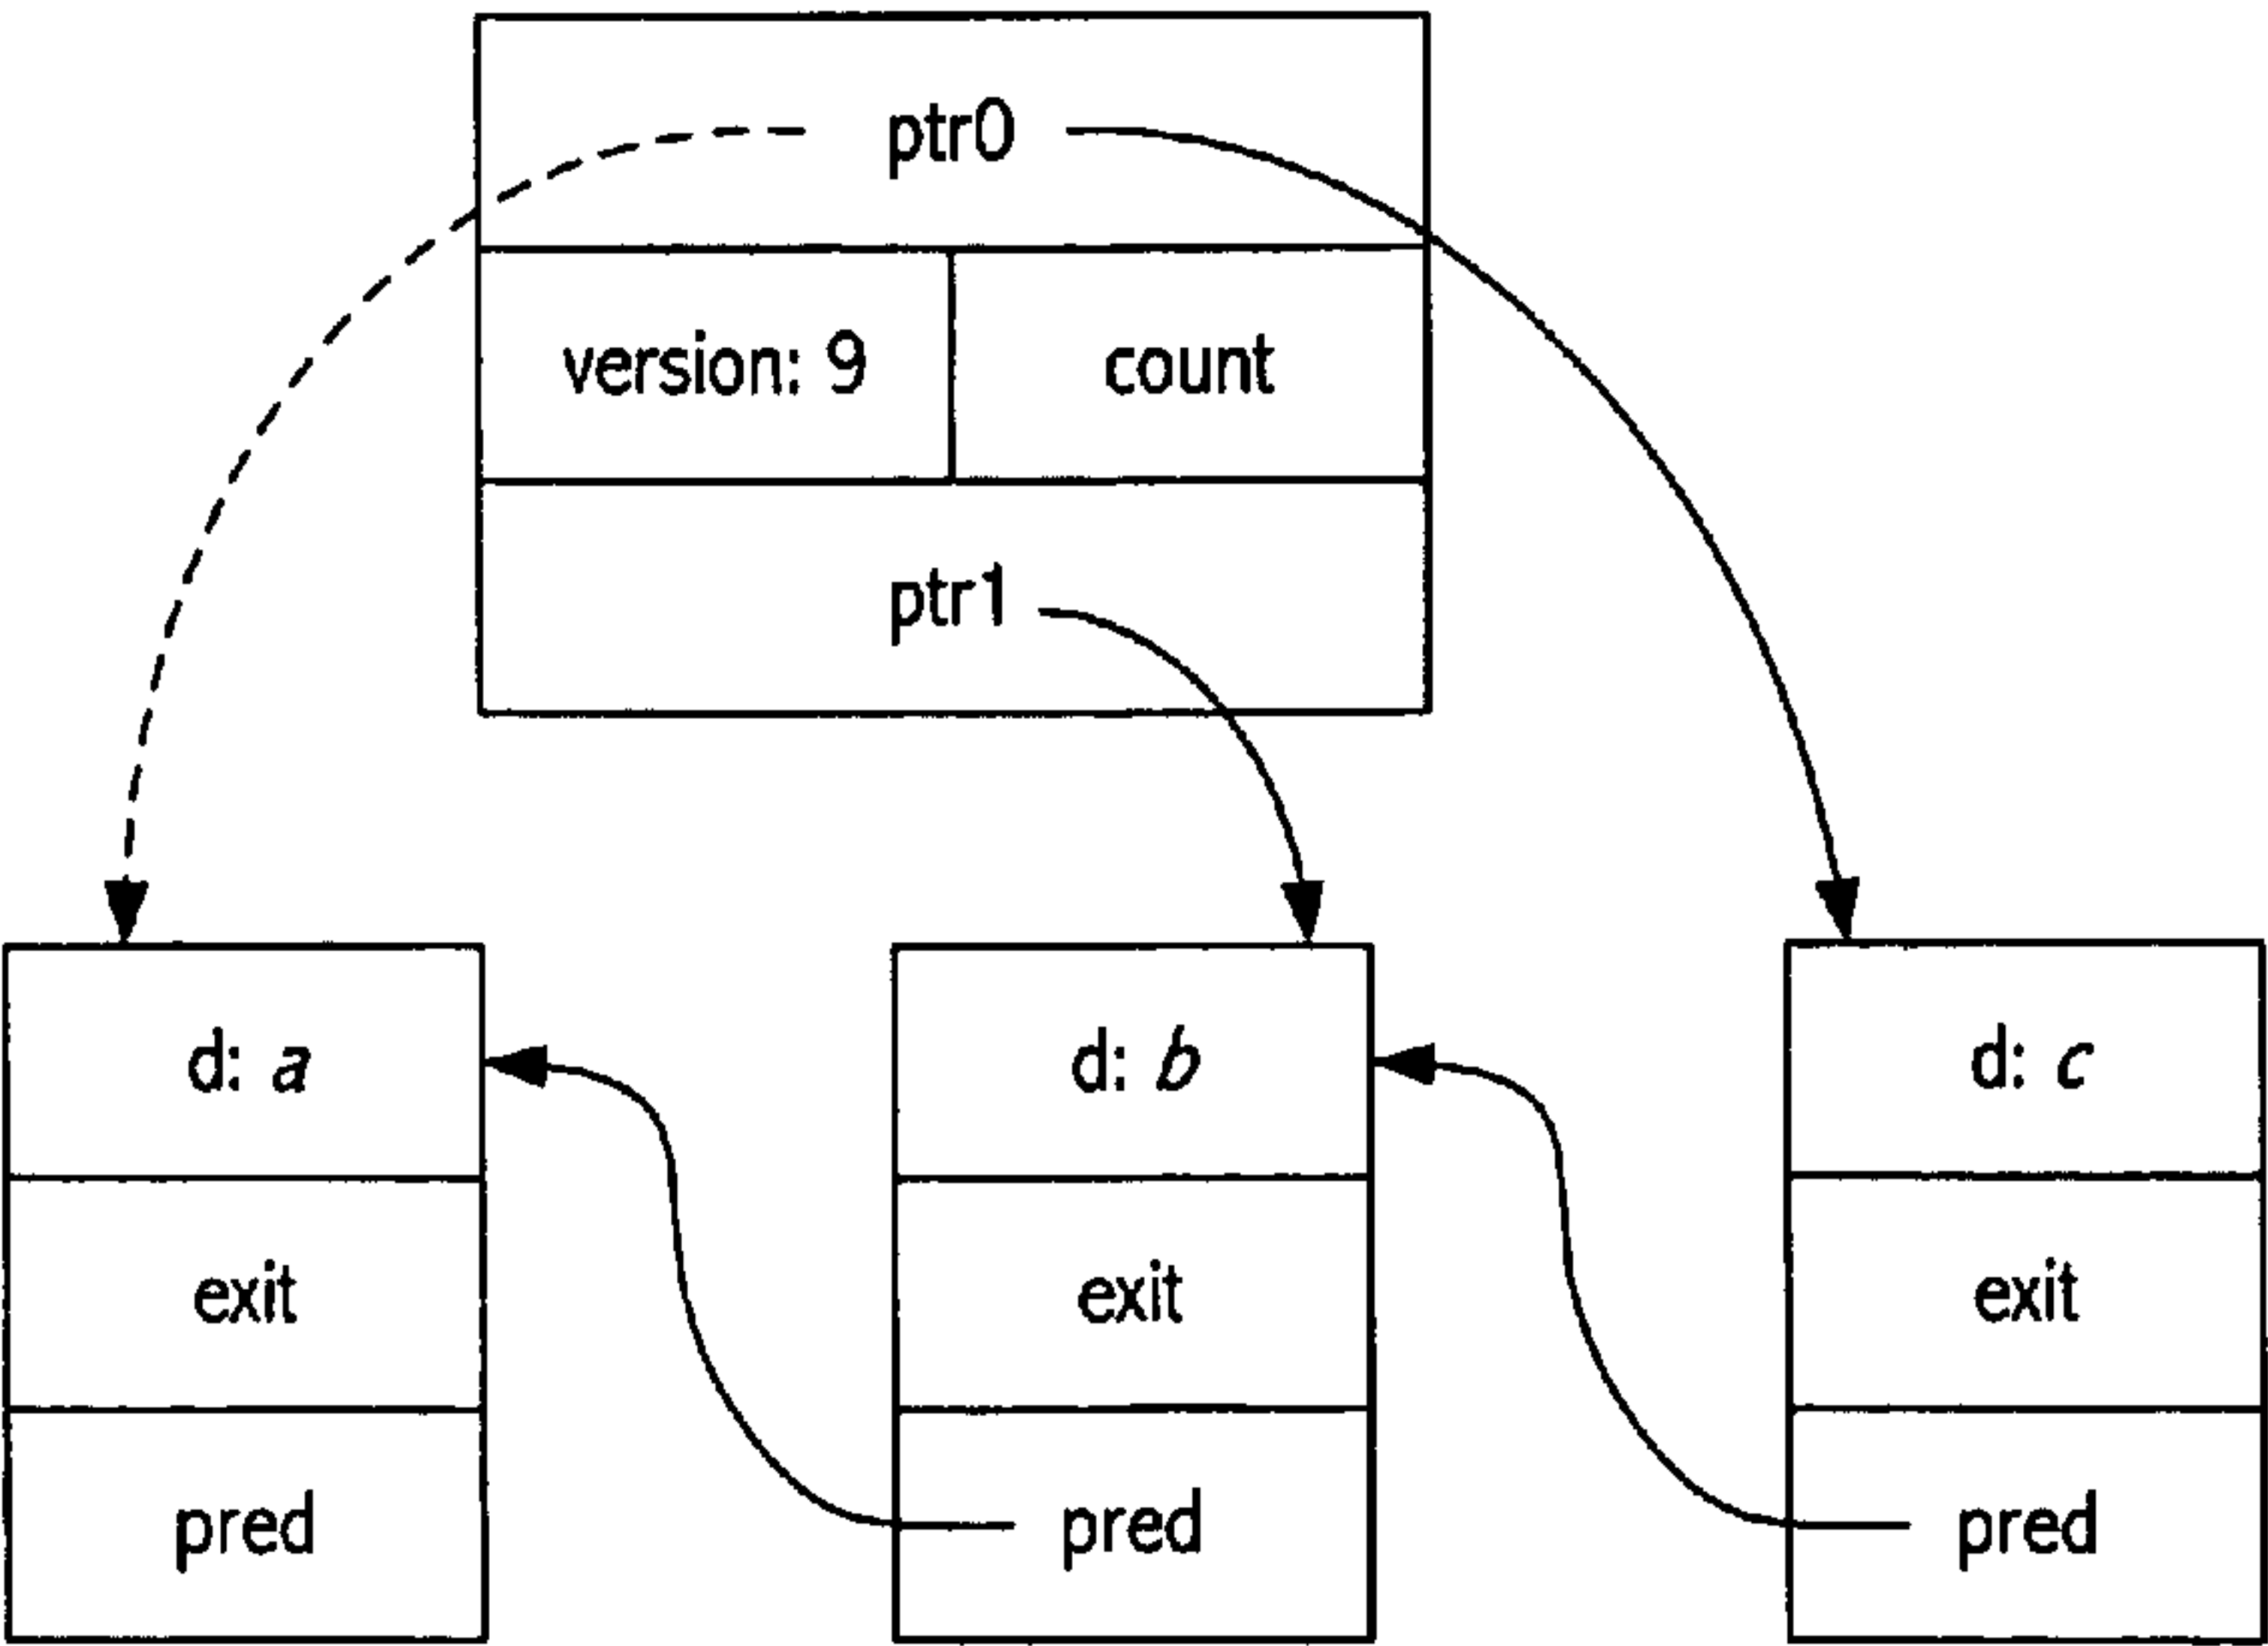 ptr0
version: 9 count
ptr1
d: a d: b d: c
exit exit exit
pred pred pred